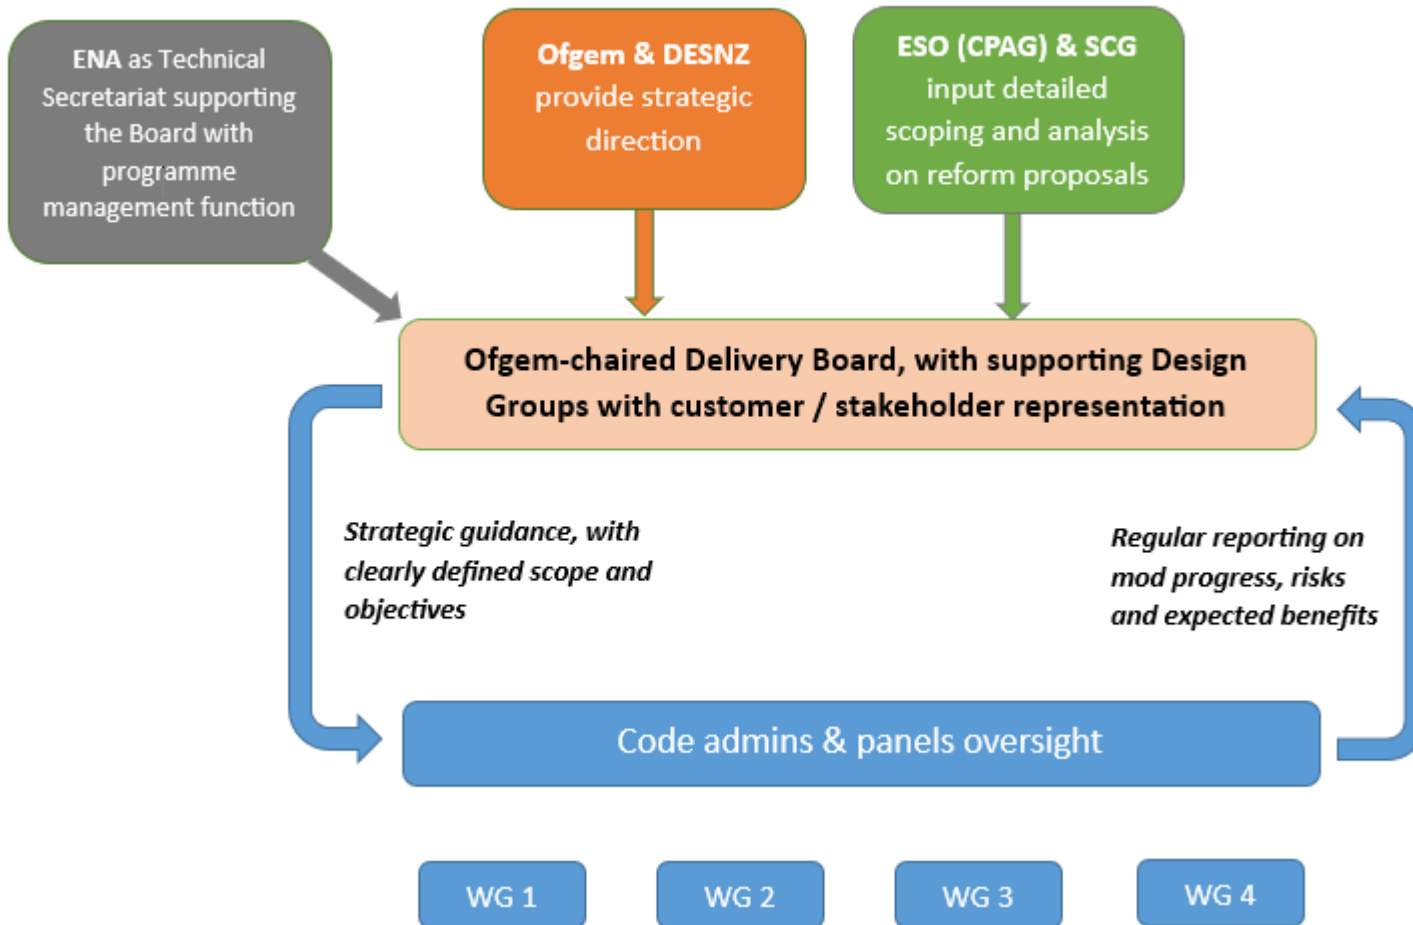 ENA as Technical
Secretariat supporting
the Board with
programme
management function
Ofgem & DESNZ
provide strategic
direction
ESO (CPAG) & SCG
input detailed
scoping and analysis
on reform proposals
Ofgem-chaired Delivery Board, with supporting Design
Groups with customer / stakeholder representation
Strategic guidance, with
clearly defined scope and
objectives
Regular reporting on
mod progress, risks
and expected benefits
Code admins & panels oversight
WG 1
WG 2
WG 3
WG 4